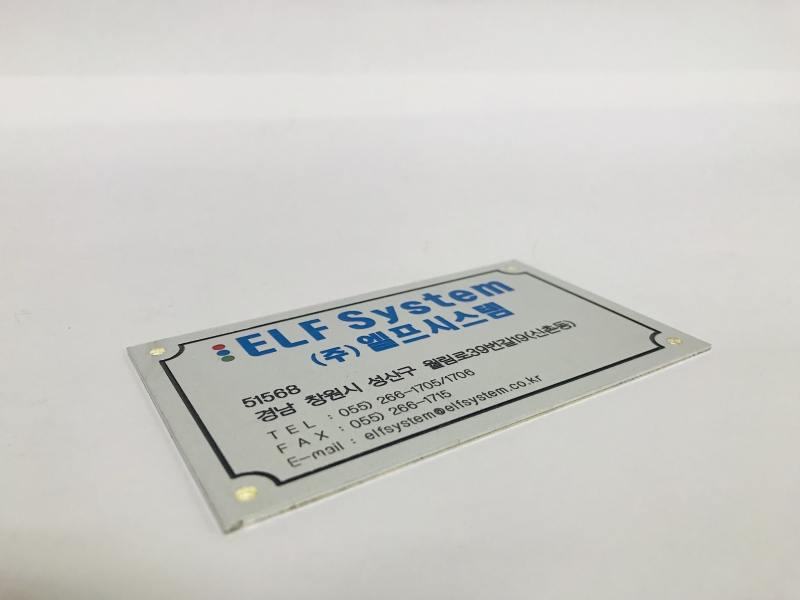 ELF System
(주)엘프시스템
51568
경남 창원시 성산구 월림로39번길19(신촌동)
TEL : 055) 266-1705/1706
FAX : 055) 266-1715
E-mail : elfsystem@elfsystem.co.kr